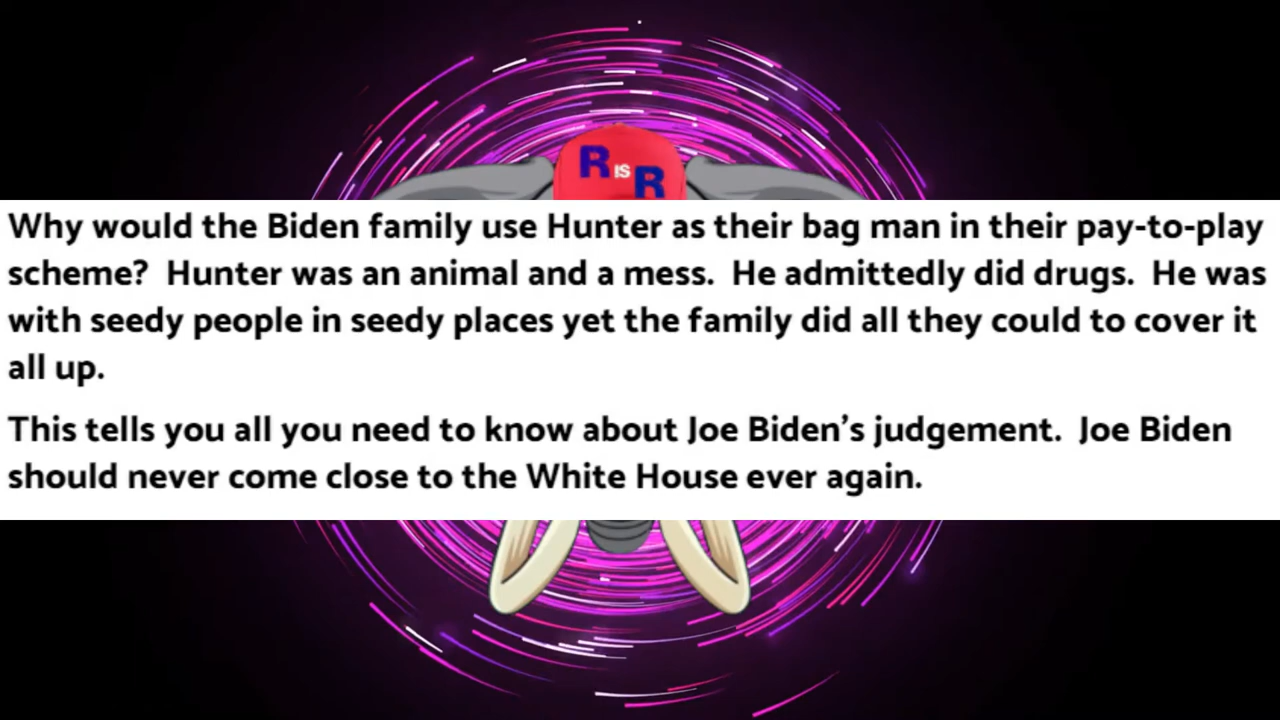 R IS R
Why would the Biden family use Hunter as their bag man in their pay-to-play
scheme?  Hunter was an animal and a mess.  He admittedly did drugs.  He was
with seedy people in seedy places yet the family did all they could to cover it
all up.
This tells you all you need to know about Joe Biden’s judgement.  Joe Biden
should never come close to the White House ever again.